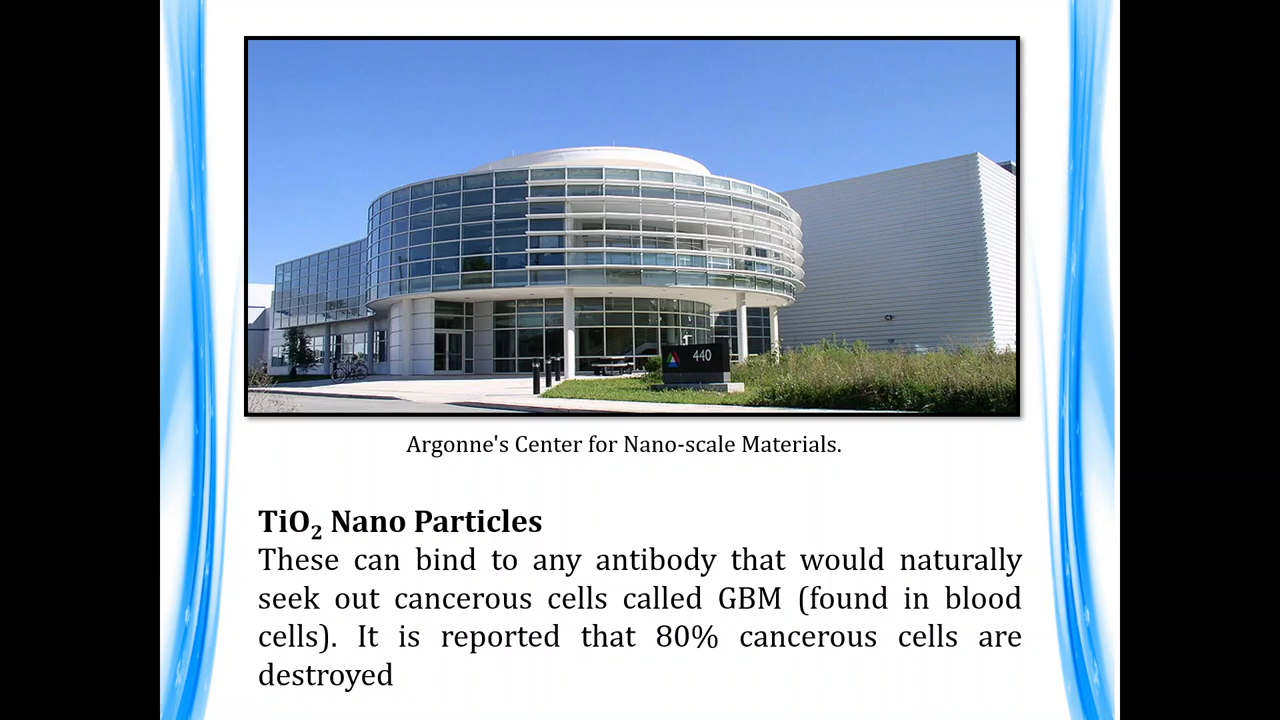 440
Argonne's Center for Nano-scale Materials.
TiO₂ Nano Particles
These can bind to any antibody that would naturally
seek out cancerous cells called GBM (found in blood
cells). It is reported that 80% cancerous cells are
destroyed